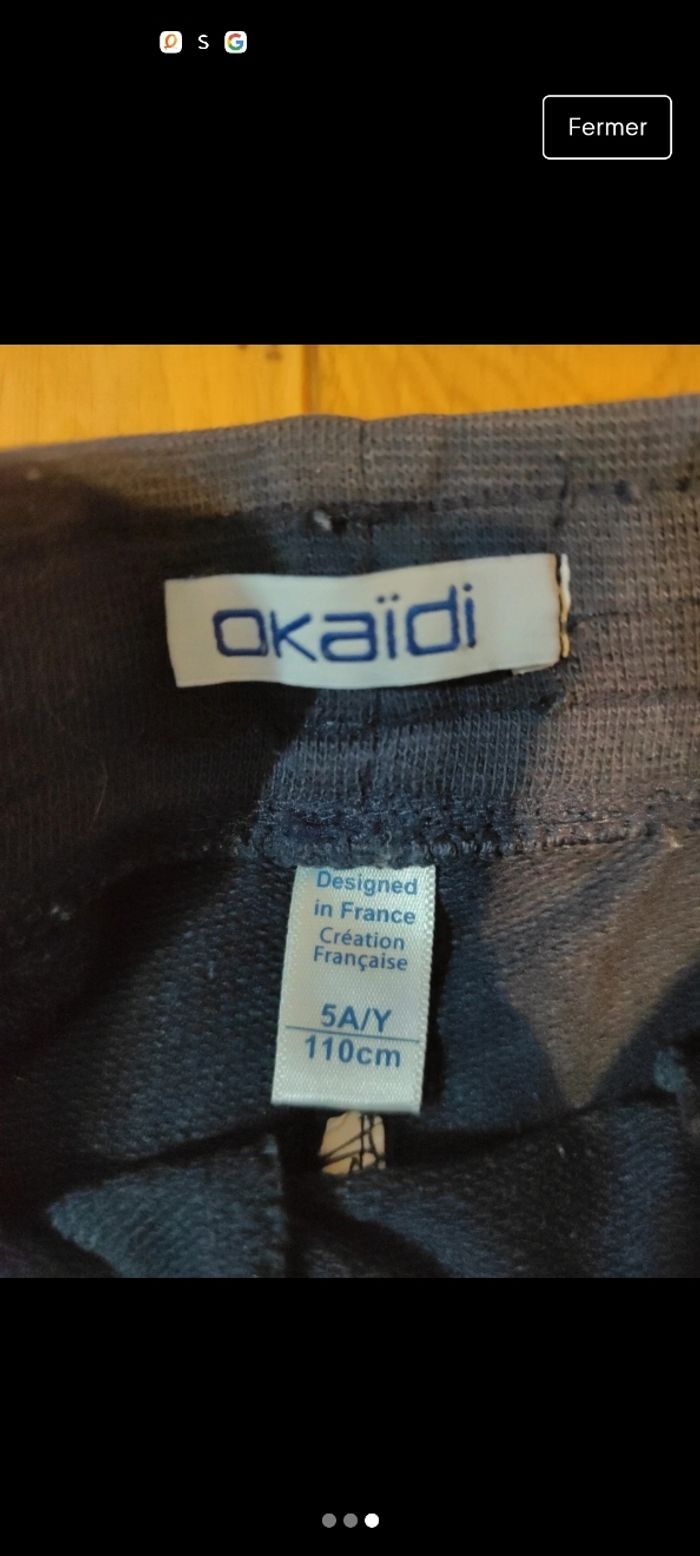 S
Fermer
okaïdi
Designed
in France
Création
Française
5A/Y
110cm